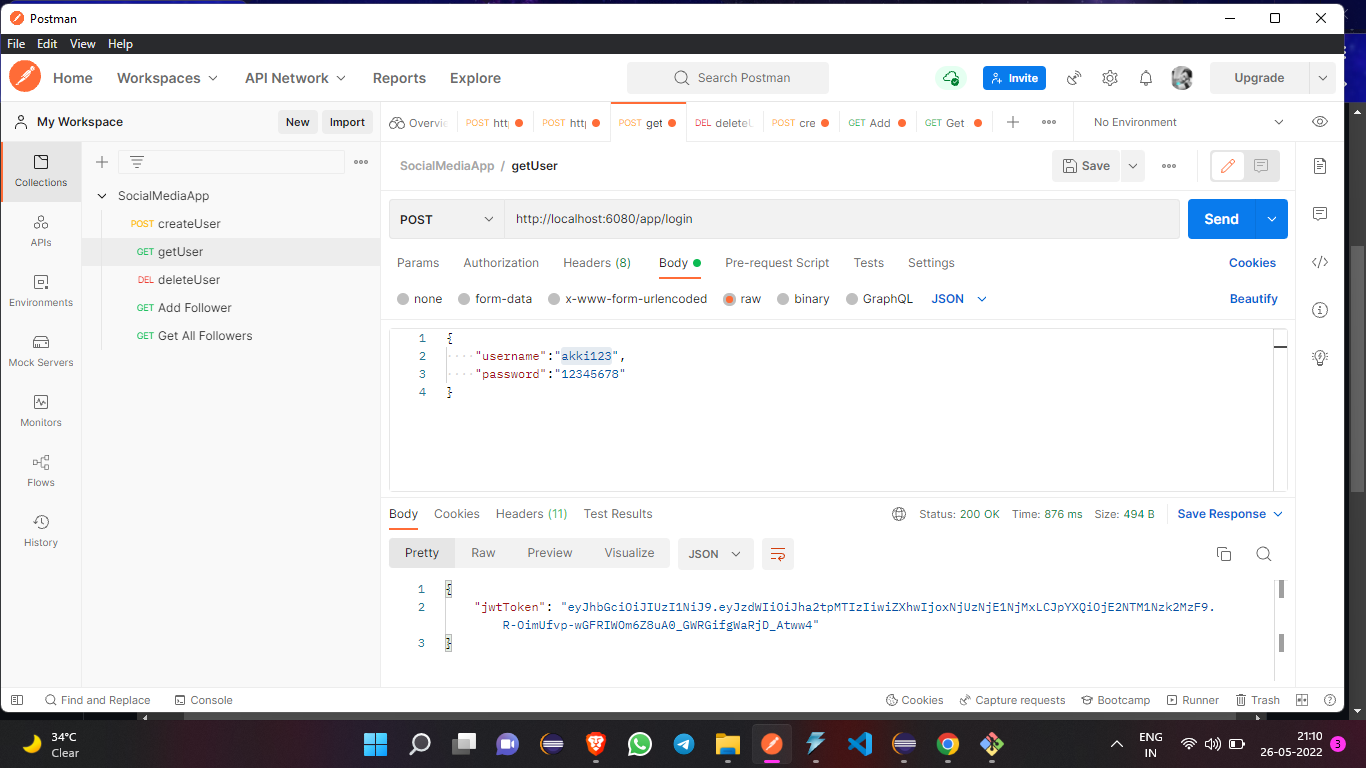 Postman
File Edit View Help
Home Workspaces API Network Reports Explore Search Postman Invite Upgrade
My Workspace New Import
Overvie POST htt POST htt POST get DEL deleteU POST cre GET Add GET Get No Environment
Collections
APIs
Environments
Mock Servers
Monitors
Flows
History
SocialMediaApp
POST createUser
GET getUser
DEL deleteUser
GET Add Follower
GET Get All Followers
SocialMediaApp / getUser Save
POST http://localhost:6080/app/login Send
Params Authorization Headers (8) Body Pre-request Script Tests Settings Cookies
none form-data x-www-form-urlencoded raw binary GraphQL JSON Beautify
1 {
2 "username":"akki123",
3 "password":"12345678"
4 }
Body Cookies Headers (11) Test Results Status: 200 OK Time: 876 ms Size: 494 B Save Response
Pretty Raw Preview Visualize JSON
1 {
2 "jwtToken": "eyJhbGciOiJIUzI1NiJ9.eyJzdWIiOiJha2tpMTIzIiwiZXhwIjoxNjUzNjE1NjMxLCJpYXQiOjE2NTM1Nzk2MzF9.
R-OimUfvp-wGFRIWOm6Z8uA0_GWRGifgWaRjD_Atww4"
3 }
Find and Replace Console Cookies Capture requests Bootcamp Runner Trash
34°C
Clear
ENG
IN
21:10
26-05-2022
3